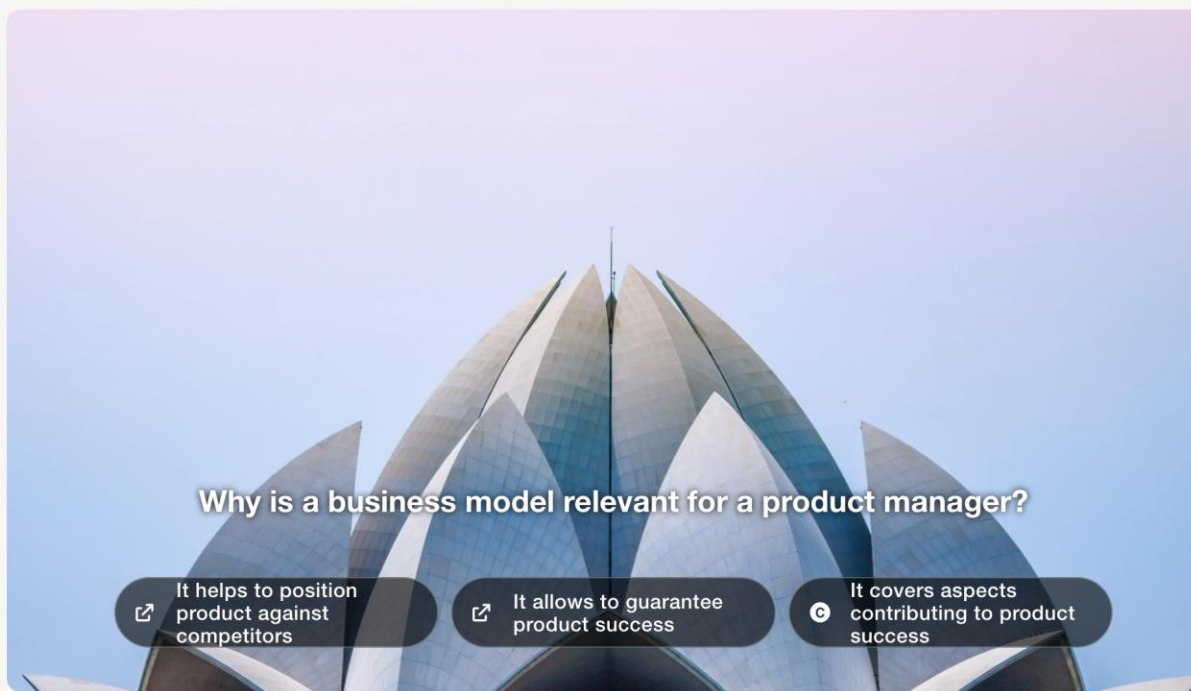 Why is a business model relevant for a product manager?
It helps to position
product against
competitors
It allows to guarantee
product success
C
It covers aspects
contributing to product
success